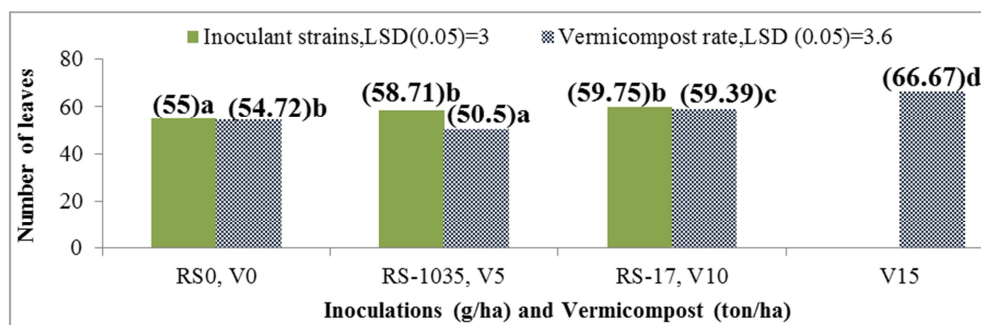 Inoculant strains,LSD(0.05)=3 Vermicompost rate,LSD (0.05)=3.6
80
60
40
20
0
Number of leaves
(55)a (54.72)b (58.71)b (50.5)a (59.75)b (59.39)c (66.67)d
RS0, V0 RS-1035, V5 RS-17, V10 V15
Inoculations (g/ha) and Vermicompost (ton/ha)